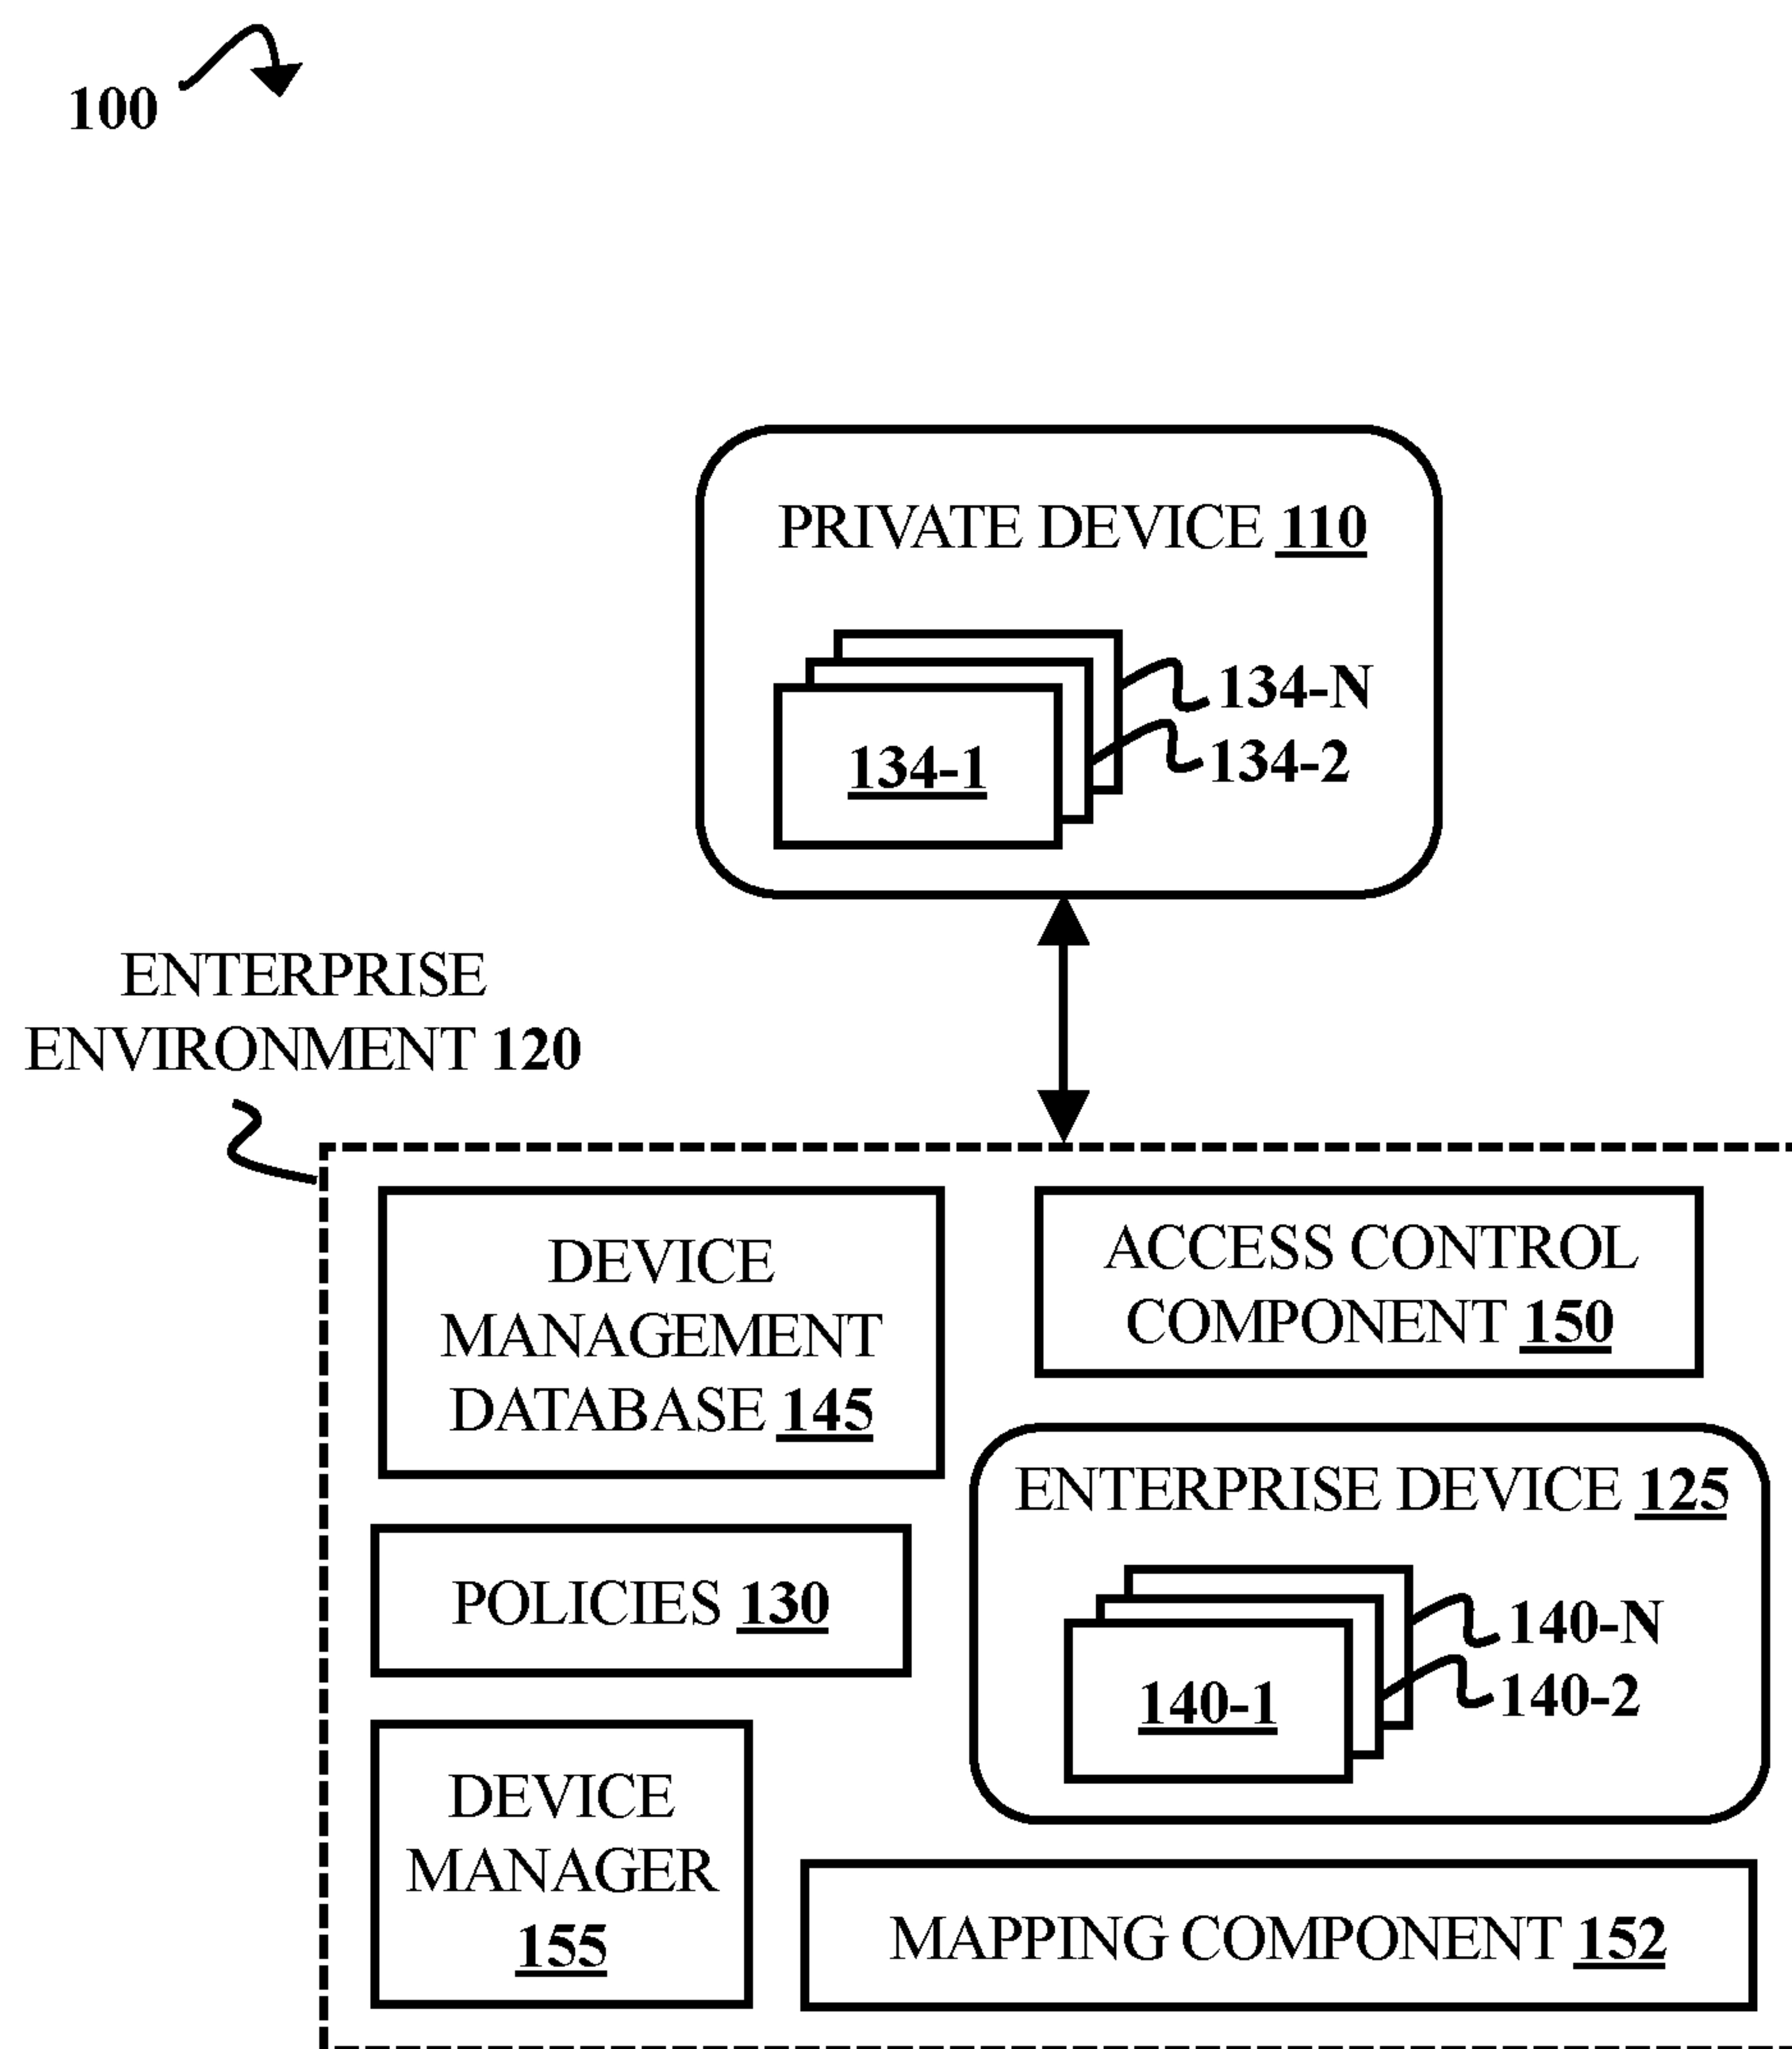 100
PRIVATE DEVICE 110
134-N
134-2
134-1
ENTERPRISE
ENVIRONMENT 120
DEVICE
MANAGEMENT
DATABASE 145
ACCESS CONTROL
COMPONENT 150
ENTERPRISE DEVICE 125
140-N
140-2
140-1
POLICIES 130
DEVICE
MANAGER
155
MAPPING COMPONENT 152